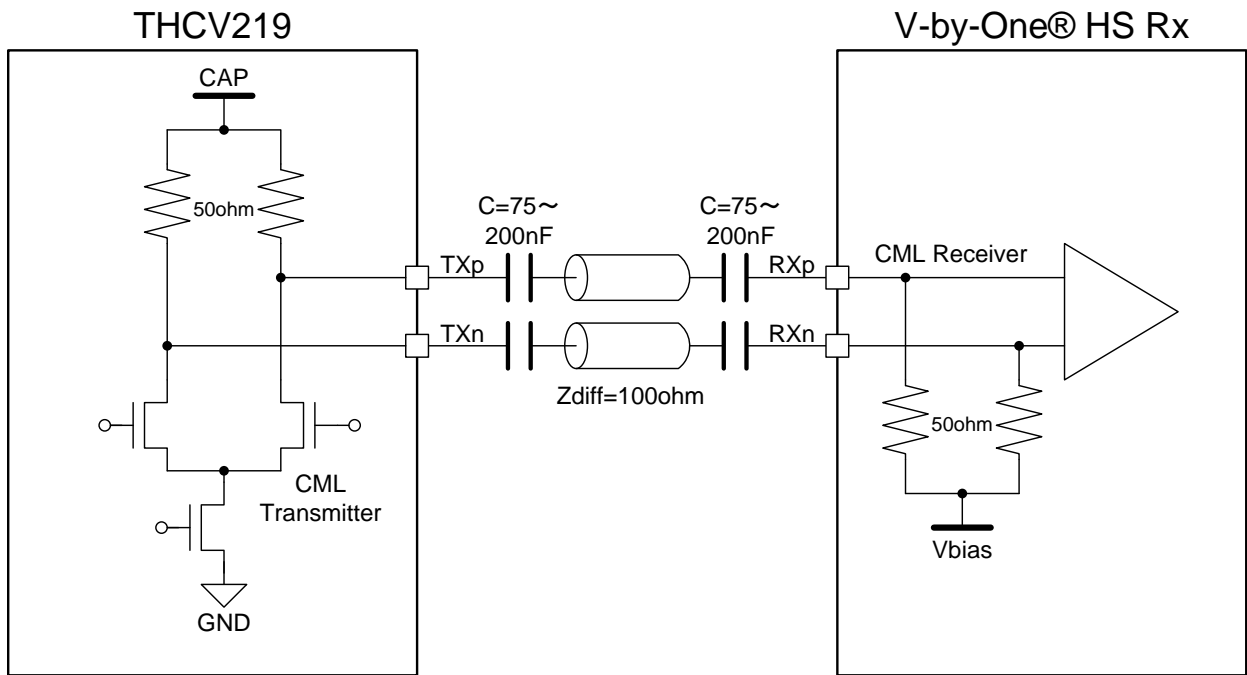 THCV219
V-by-One® HS Rx
CAP
50ohm
C=75～
200nF
C=75～
200nF
TXp
RXp
CML Receiver
TXn
RXn
Zdiff=100ohm
50ohm
CML
Transmitter
Vbias
GND